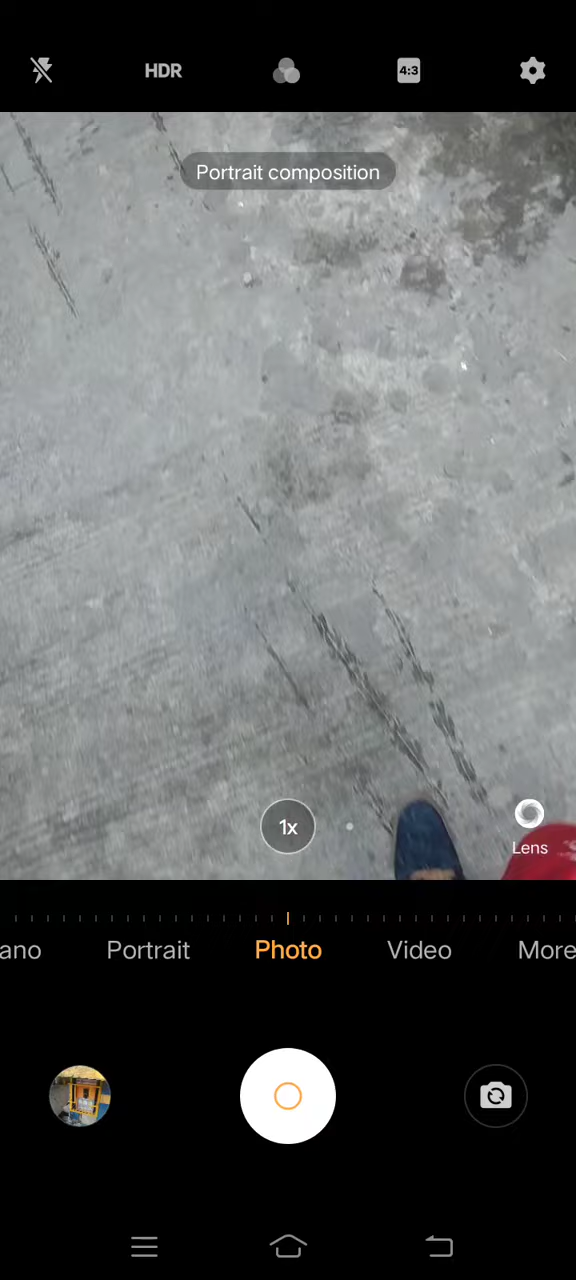 HDR
4:3
Portrait composition
1x
Lens
ano
Portrait
Photo
Video
More